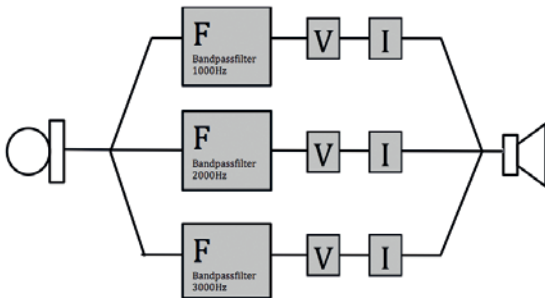 F V I
Bandpassfilter
1000Hz
F V I
Bandpassfilter
2000Hz
F V I
Bandpassfilter
3000Hz